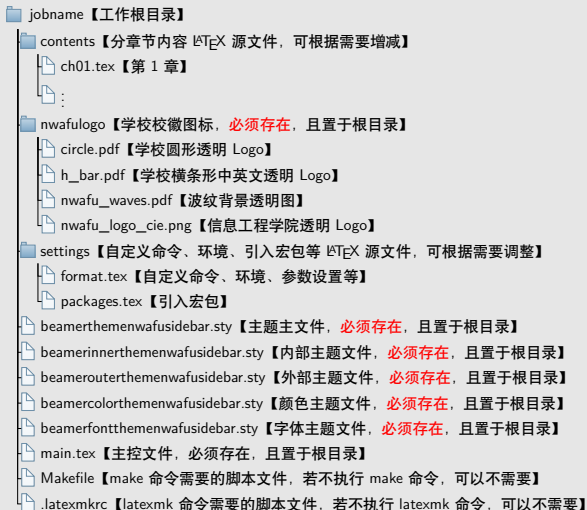 jobname【工作根目录】
contents【分章节内容 LATEX 源文件，可根据需要增减】
ch01.tex【第 1 章】
⋮
nwafulogo【学校校徽图标，必须存在，且置于根目录】
circle.pdf【学校圆形透明 Logo】
h_bar.pdf【学校横条形中英文透明 Logo】
nwafu_waves.pdf【波纹背景透明图】
nwafu_logo_cie.png【信息工程学院透明 Logo】
settings【自定义命令、环境、引入宏包等 LATEX 源文件，可根据需要调整】
format.tex【自定义命令、环境、参数设置等】
packages.tex【引入宏包】
beamerthemenwafusidebar.sty【主题主文件，必须存在，且置于根目录】
beamerinnerthemenwafusidebar.sty【内部主题文件，必须存在，且置于根目录】
beamerouterthemenwafusidebar.sty【外部主题文件，必须存在，且置于根目录】
beamercolorthemenwafusidebar.sty【颜色主题文件，必须存在，且置于根目录】
beamerfontthemenwafusidebar.sty【字体主题文件，必须存在，且置于根目录】
main.tex【主控文件，必须存在，且置于根目录】
Makefile【make 命令需要的脚本文件，若不执行 make 命令，可以不需要】
.latexmkrc【latexmk 命令需要的脚本文件，若不执行 latexmk 命令，可以不需要】